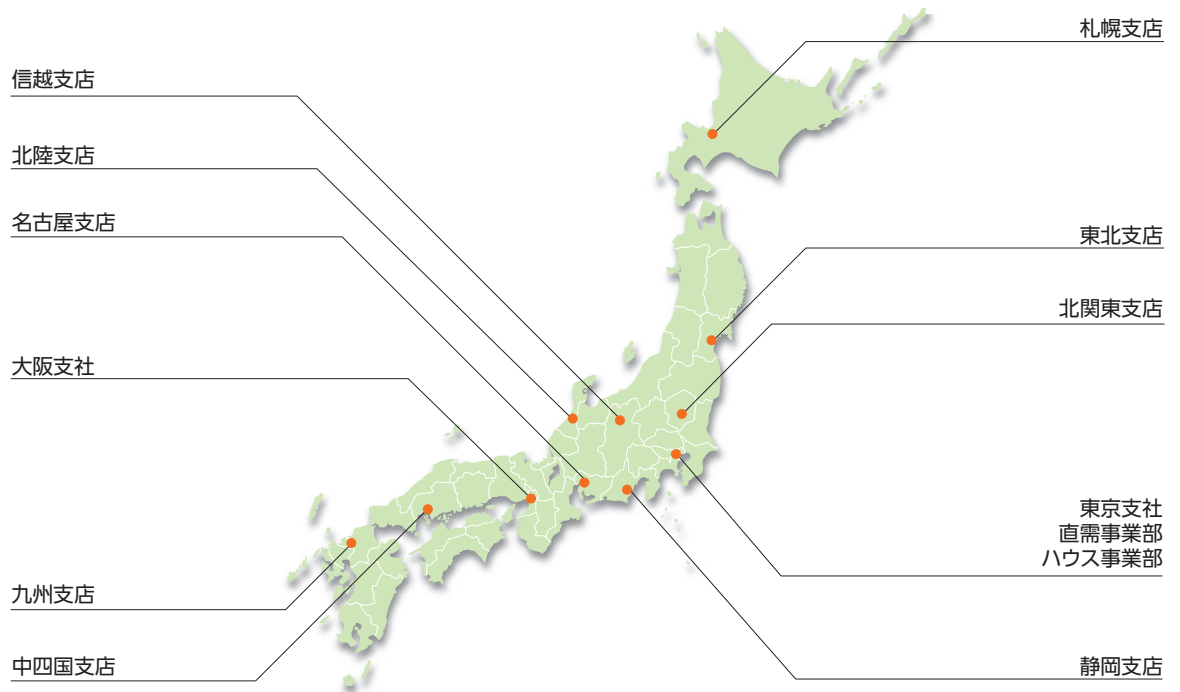 信越支店
北陸支店
名古屋支店
大阪支社
九州支店
中四国支店
札幌支店
東北支店
北関東支店
東京支社
直需事業部
ハウス事業部
静岡支店